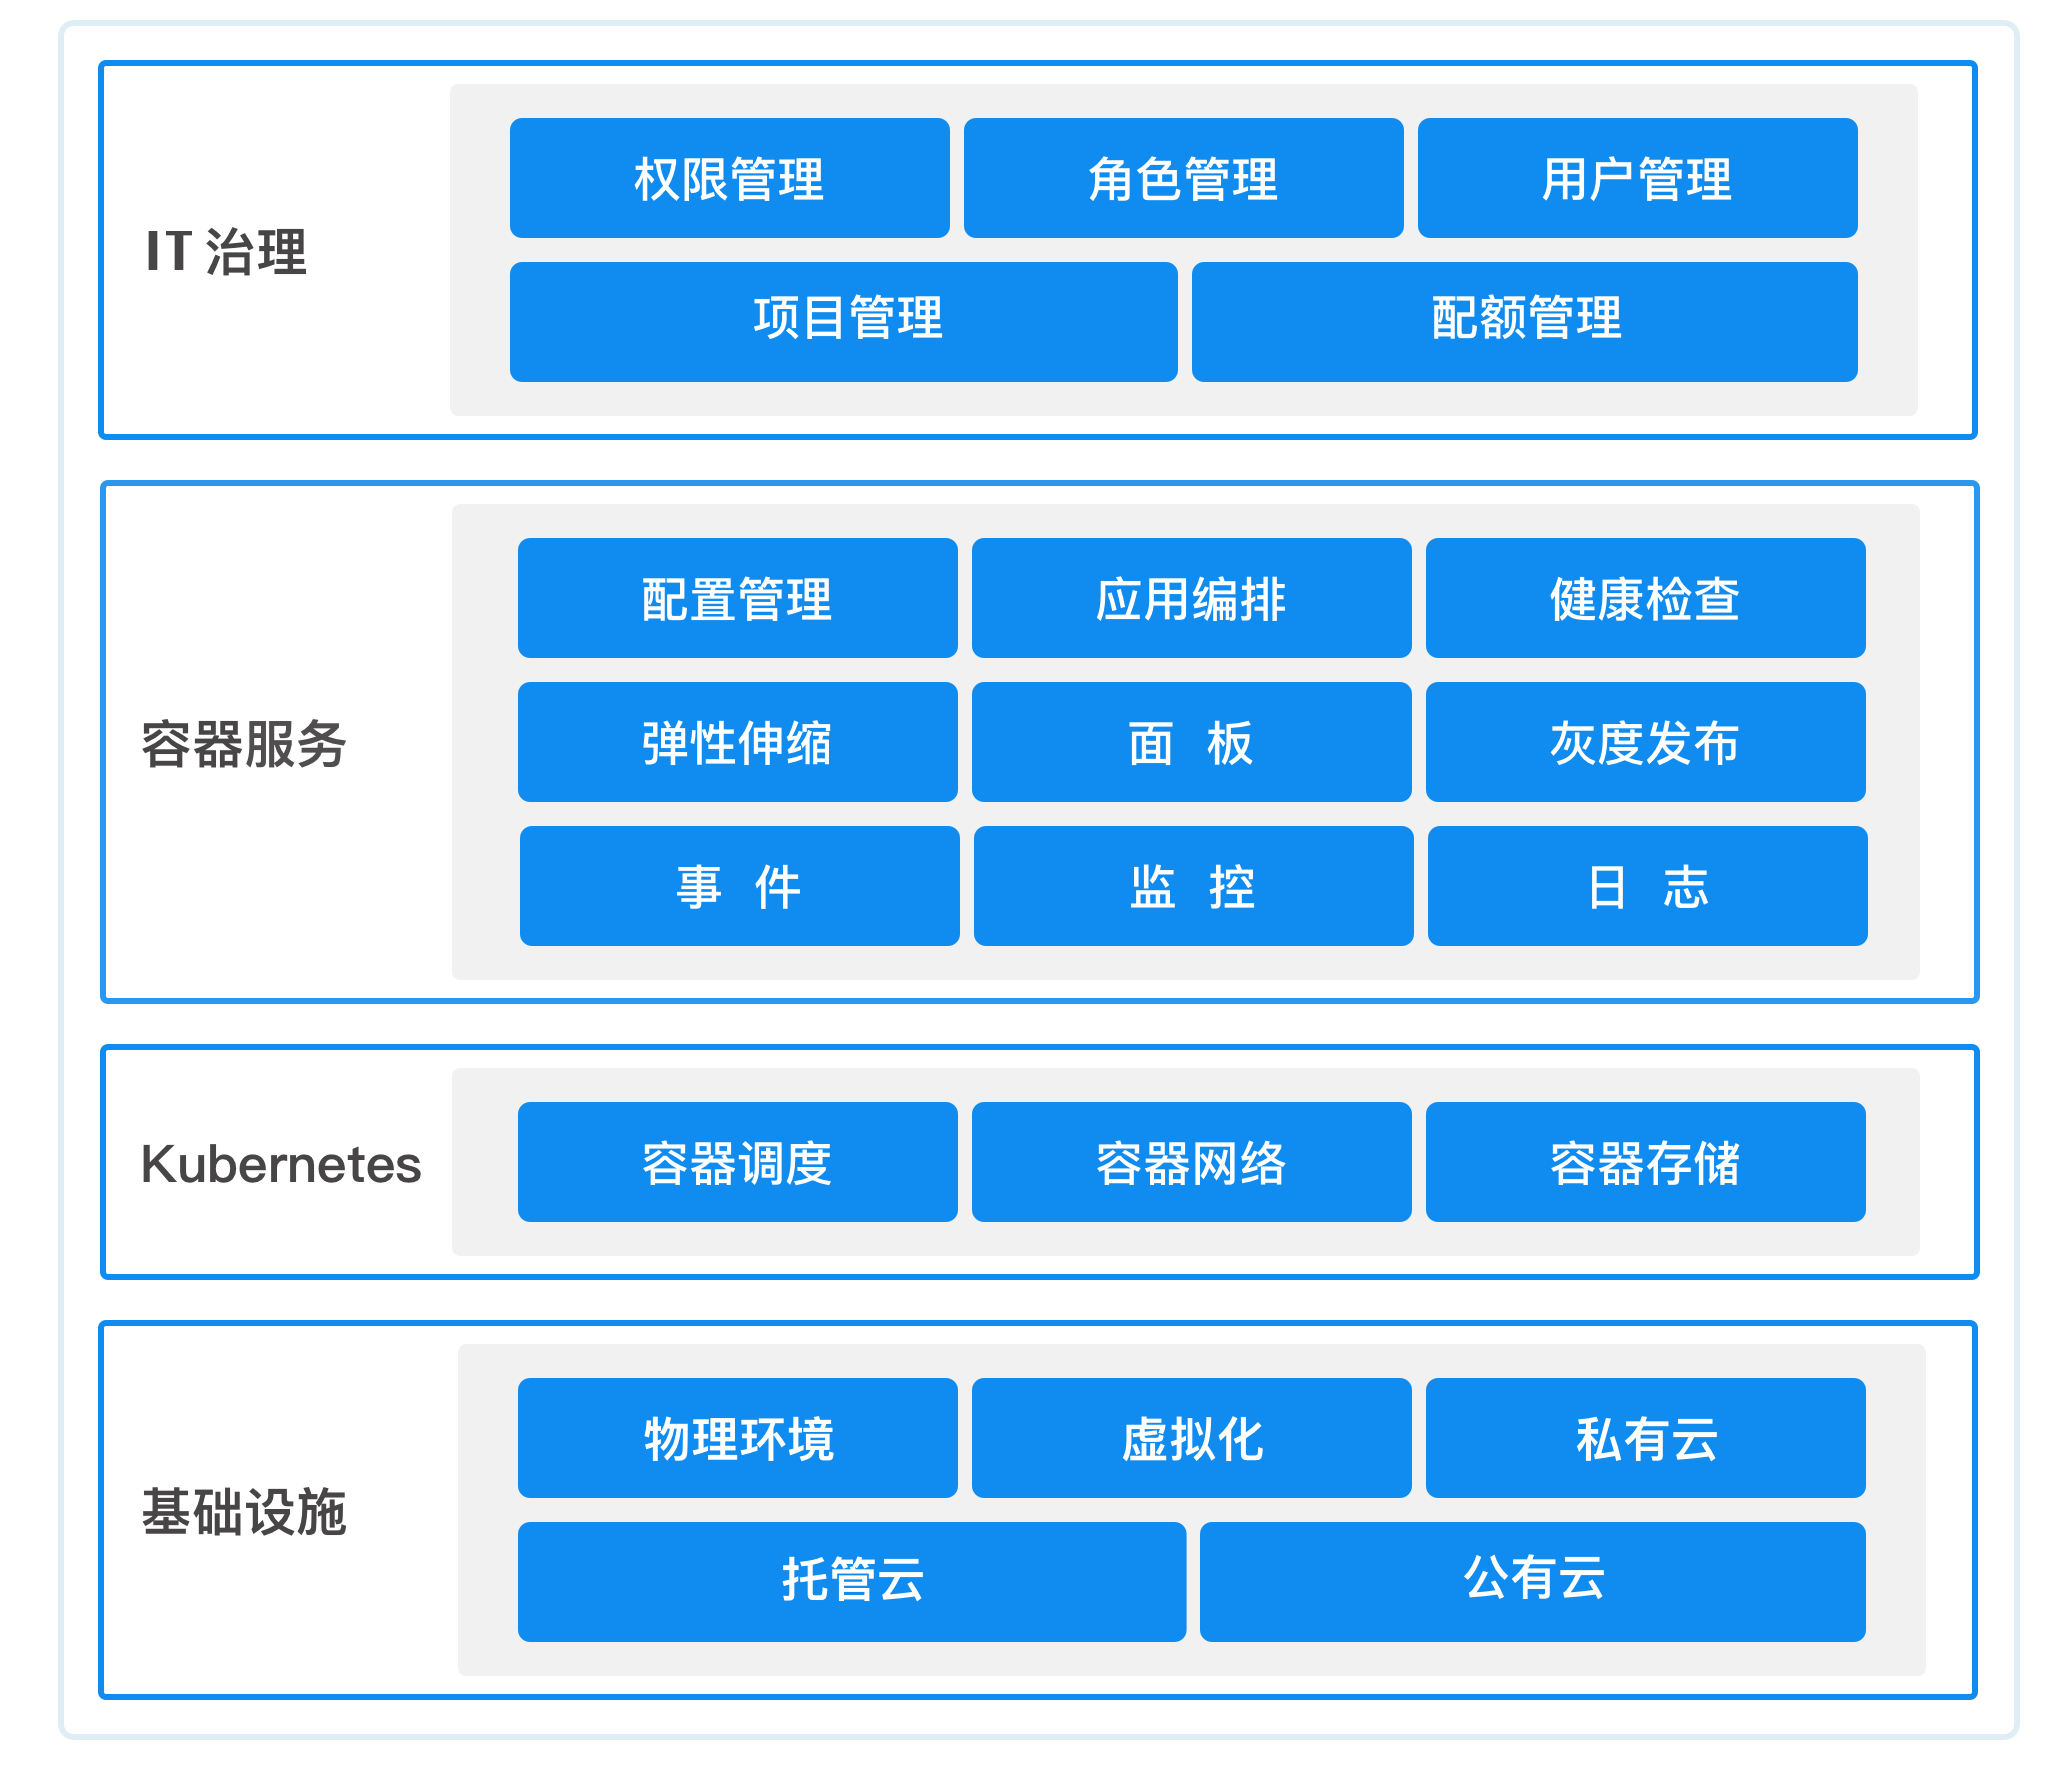 IT 治理
权限管理
角色管理
用户管理
项目管理
配额管理
容器服务
配置管理
应用编排
健康检查
弹性伸缩
面 板
灰度发布
事 件
监 控
日 志
Kubernetes
容器调度
容器网络
容器存储
基础设施
物理环境
虚拟化
私有云
托管云
公有云